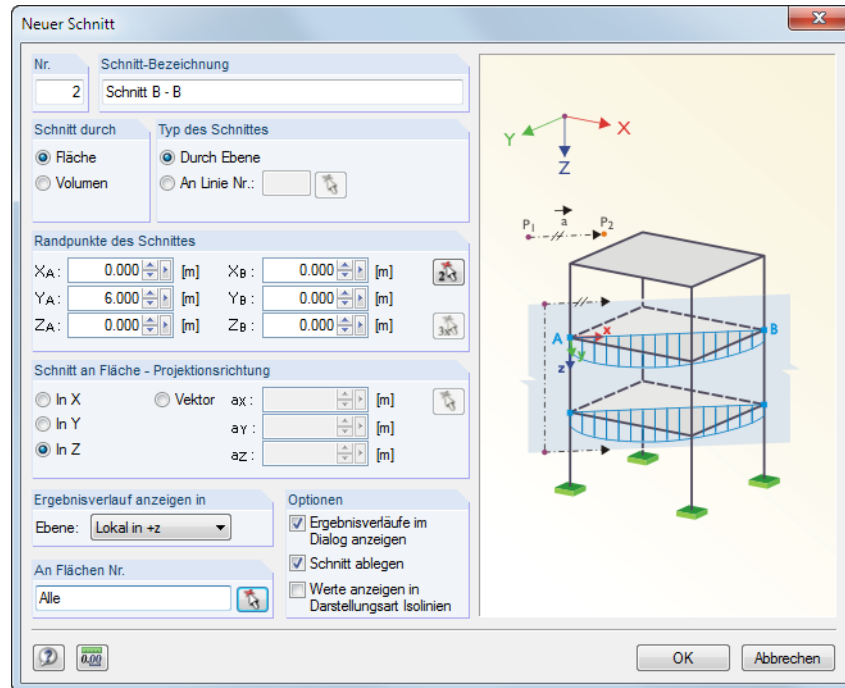 Neuer Schnitt
Nr.
Schnitt-Bezeichnung
2
Schnitt B - B
Schnitt durch
Typ des Schnittes
Fläche
Durch Ebene
Volumen
An Linie Nr.:
Randpunkte des Schnittes
XA: 0.000 [m] XB: 0.000 [m]
YA: 6.000 [m] YB: 0.000 [m]
ZA: 0.000 [m] ZB: 0.000 [m]
2x
3x
Schnitt an Fläche - Projektionsrichtung
In X Vektor aX: [m]
In Y aY: [m]
In Z aZ: [m]
Ergebnisverlauf anzeigen in
Ebene: Lokal in +z
An Flächen Nr.
Alle
Optionen
Ergebnisverläufe im
Dialog anzeigen
Schnitt ablegen
Werte anzeigen in
Darstellungsart Isolinien
Y X
Z
P1 a P2
A x B
y
z
0.00
OK Abbrechen